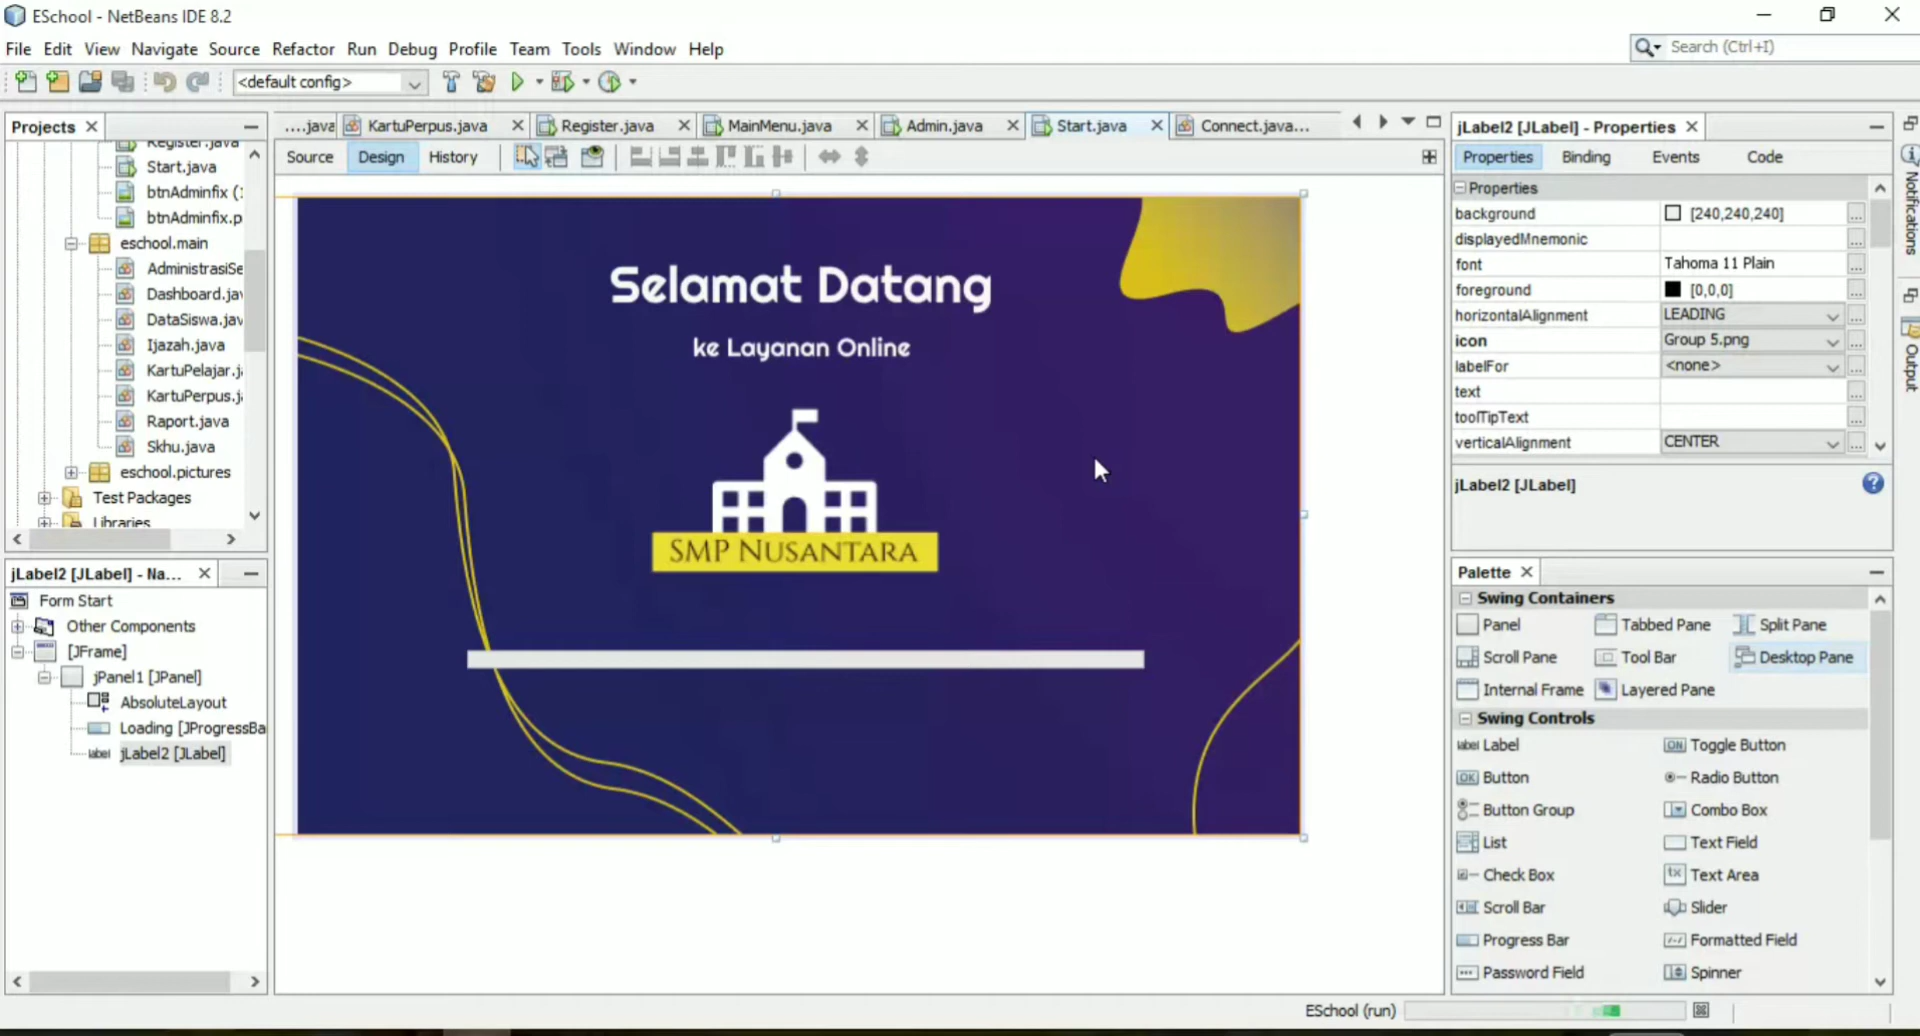 ESchool - NetBeans IDE 8.2
File Edit View Navigate Source Refactor Run Debug Profile Team Tools Window Help
Search (Ctrl+I)
<default config>
Projects
....java KartuPerpus.java Register.java MainMenu.java Admin.java Start.java Connect.java...
Source Design History
Register.java
Start.java
btnAdminfix (
btnAdminfix.p
eschool.main
AdministrasiSe
Dashboard.jav
DataSiswa.jav
Ijazah.java
KartuPelajar.j
KartuPerpus.j
Raport.java
Skhu.java
eschool.pictures
Test Packages
Libraries
jLabel2 [JLabel] - Na...
Form Start
Other Components
[JFrame]
jPanel1 [JPanel]
AbsoluteLayout
Loading [JProgressBa
label jLabel2 [JLabel]
Selamat Datang
ke Layanan Online
SMP NUSANTARA
jLabel2 [JLabel] - Properties
Properties Binding Events Code
Properties
background [240,240,240] ...
displayedMnemonic ...
font Tahoma 11 Plain ...
foreground [0,0,0] ...
horizontalAlignment LEADING ...
icon Group 5.png ...
labelFor <none> ...
text ...
toolTipText ...
verticalAlignment CENTER ...
jLabel2 [JLabel]
Notifications
Output
Palette
Swing Containers
Panel Tabbed Pane Split Pane
Scroll Pane Tool Bar Desktop Pane
Internal Frame Layered Pane
Swing Controls
label Label ON Toggle Button
OK Button Radio Button
Button Group Combo Box
List Text Field
Check Box Text Area
Scroll Bar Slider
Progress Bar Formatted Field
Password Field Spinner
ESchool (run)